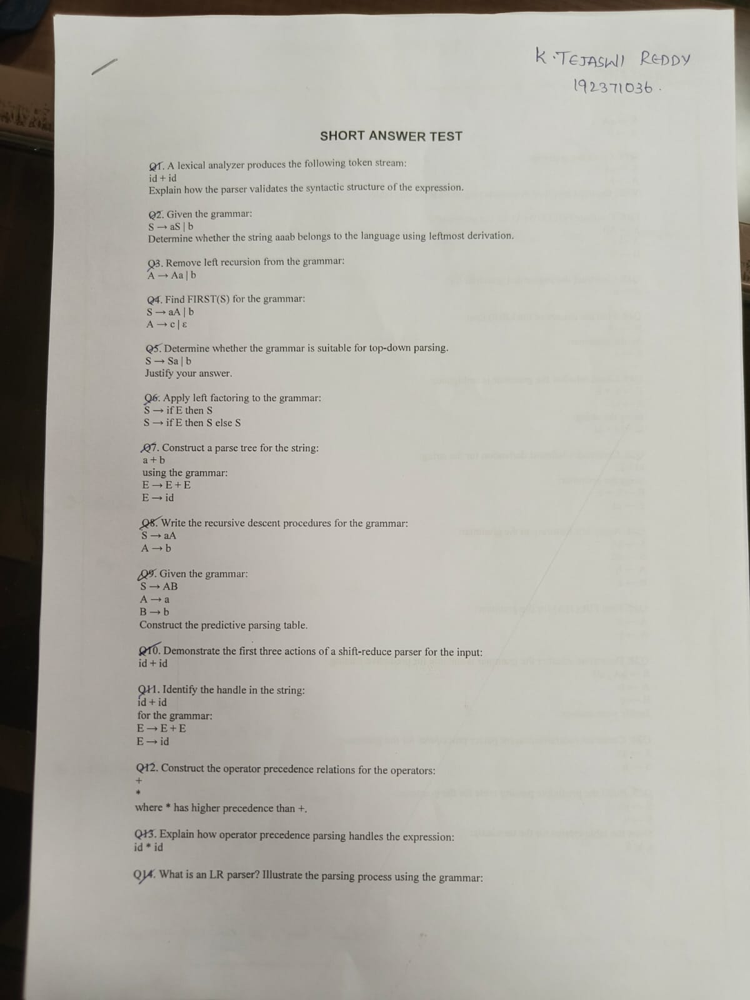 K. TEJASWI REDDY
192371036.
SHORT ANSWER TEST
Q1. A lexical analyzer produces the following token stream:
id + id
Explain how the parser validates the syntactic structure of the expression.
Q2. Given the grammar:
S → aS | b
Determine whether the string aaab belongs to the language using leftmost derivation.
Q3. Remove left recursion from the grammar:
A → Aa | b
Q4. Find FIRST(S) for the grammar:
S → aA | b
A → c | ε
Q5. Determine whether the grammar is suitable for top-down parsing.
S → Sa | b
Justify your answer.
Q6. Apply left factoring to the grammar:
S → if E then S
S → if E then S else S
Q7. Construct a parse tree for the string:
a + b
using the grammar:
E → E + E
E → id
Q8. Write the recursive descent procedures for the grammar:
S → aA
A → b
Q9. Given the grammar:
S → AB
A → a
B → b
Construct the predictive parsing table.
Q10. Demonstrate the first three actions of a shift-reduce parser for the input:
id + id
Q11. Identify the handle in the string:
id + id
for the grammar:
E → E + E
E → id
Q12. Construct the operator precedence relations for the operators:
+
*
where * has higher precedence than +.
Q13. Explain how operator precedence parsing handles the expression:
id * id
Q14. What is an LR parser? Illustrate the parsing process using the grammar: